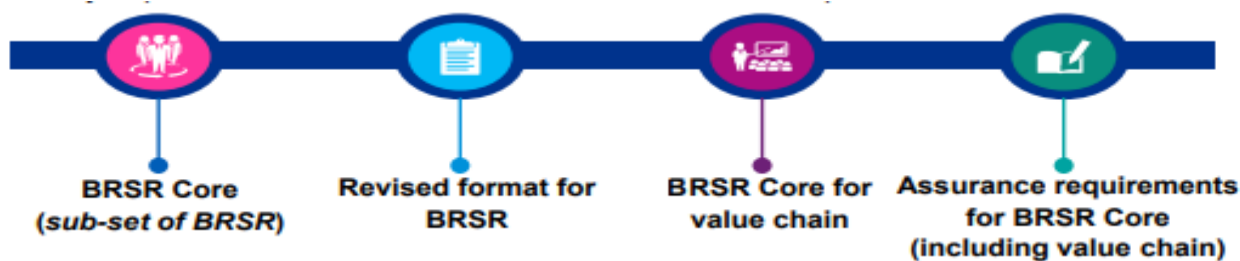 BRSR Core
(sub-set of BRSR)
Revised format for
BRSR
BRSR Core for
value chain
Assurance requirements
for BRSR Core
(including value chain)